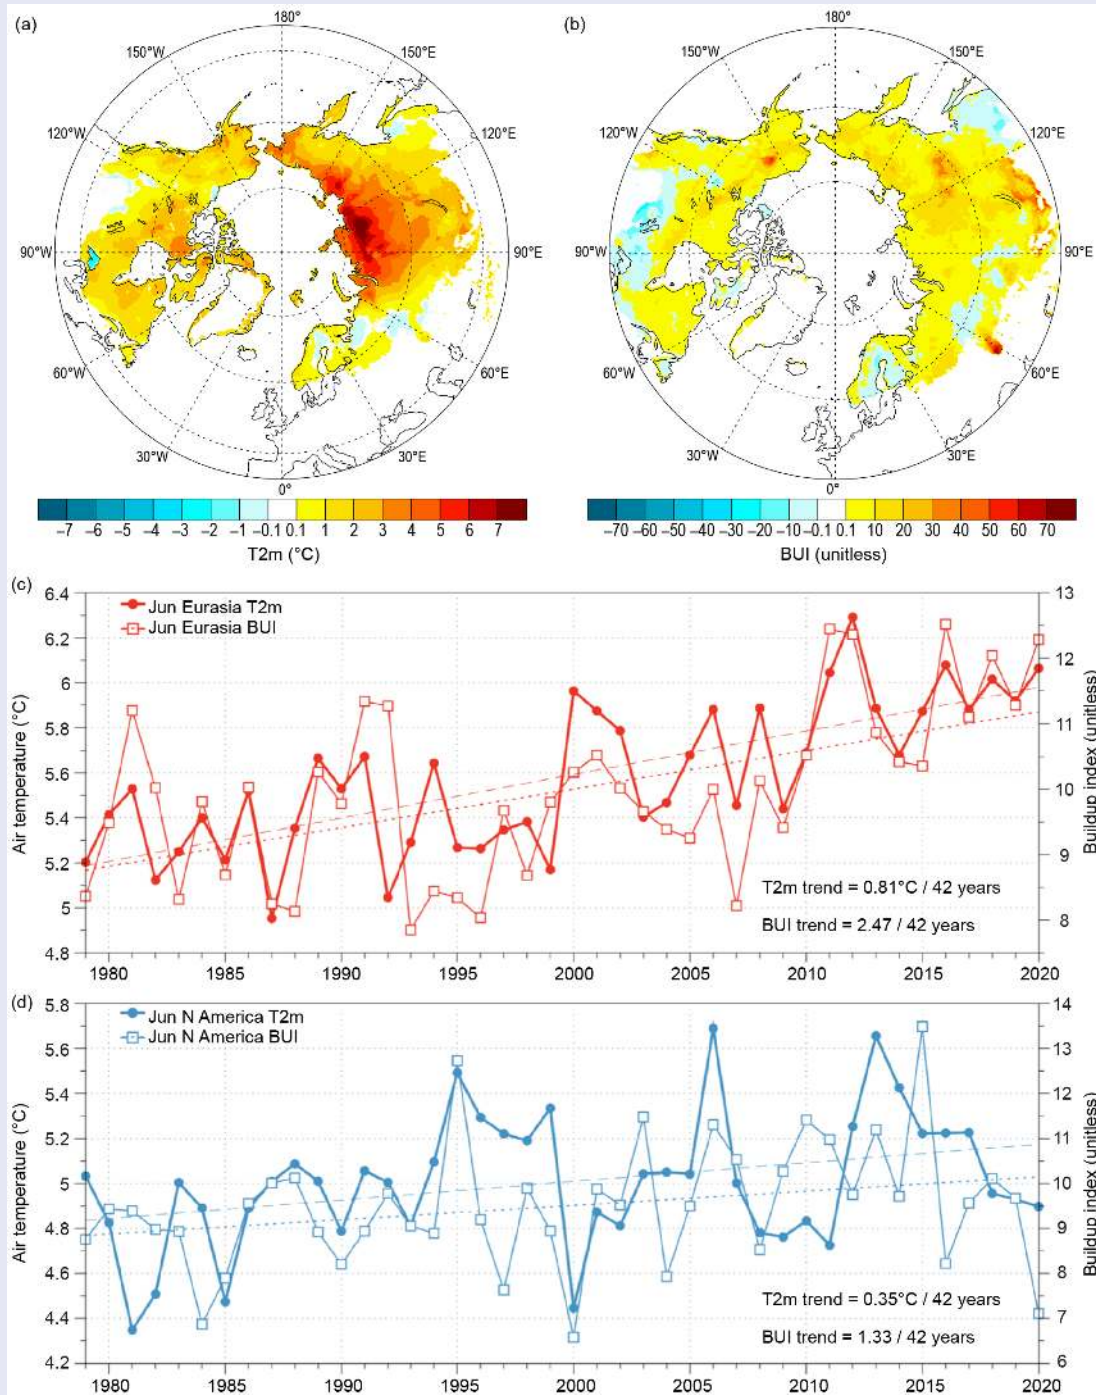 (a)
180°
150°W
150°E
120°W
120°E
90°W
90°E
60°W
60°E
30°W
30°E
0°
–7 –6 –5 –4 –3 –2 –1 –0.1 0.1 1 2 3 4 5 6 7
T2m (°C)
(b)
180°
150°W
150°E
120°W
120°E
90°W
90°E
60°W
60°E
30°W
30°E
0°
–70 –60 –50 –40 –30 –20 –10 –0.1 0.1 10 20 30 40 50 60 70
BUI (unitless)
(c)
Jun Eurasia T2m
Jun Eurasia BUI
Air temperature (°C)
6.4
6.2
6
5.8
5.6
5.4
5.2
5
4.8
Buildup index (unitless)
13
12
11
10
9
8
T2m trend = 0.81°C / 42 years
BUI trend = 2.47 / 42 years
1980 1985 1990 1995 2000 2005 2010 2015 2020
(d)
Jun N America T2m
Jun N America BUI
Air temperature (°C)
5.8
5.6
5.4
5.2
5
4.8
4.6
4.4
4.2
Buildup index (unitless)
14
13
12
11
10
9
8
7
6
T2m trend = 0.35°C / 42 years
BUI trend = 1.33 / 42 years
1980 1985 1990 1995 2000 2005 2010 2015 2020